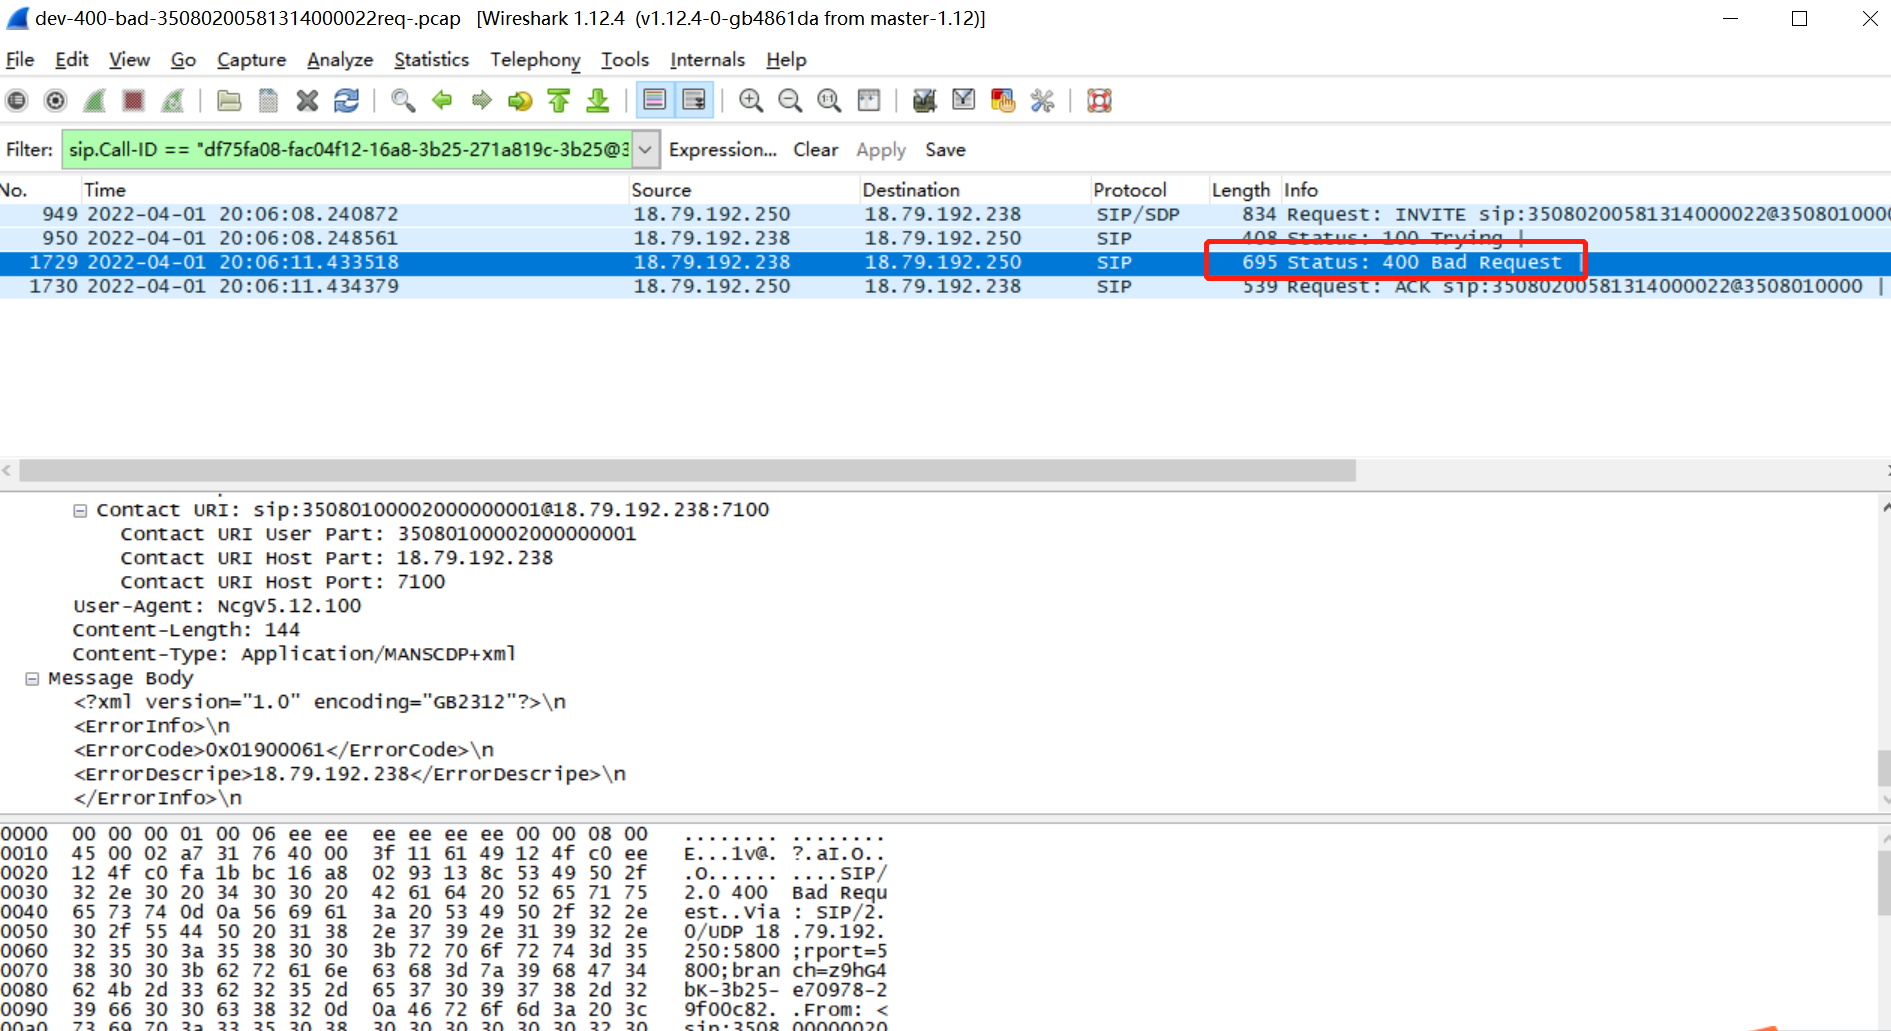 dev-400-bad-35080200581314000022req-.pcap [Wireshark 1.12.4 (v1.12.4-0-gb4861da from master-1.12)]
File Edit View Go Capture Analyze Statistics Telephony Tools Internals Help
Filter: sip.Call-ID == "df75fa08-fac04f12-16a8-3b25-271a819c-3b25@3 Expression... Clear Apply Save
No. Time Source Destination Protocol Length Info
949 2022-04-01 20:06:08.240872 18.79.192.250 18.79.192.238 SIP/SDP 834 Request: INVITE sip:35080200581314000022@350801000
950 2022-04-01 20:06:08.248561 18.79.192.238 18.79.192.250 SIP 408 Status: 100 Trying |
1729 2022-04-01 20:06:11.433518 18.79.192.238 18.79.192.250 SIP 695 Status: 400 Bad Request |
1730 2022-04-01 20:06:11.434379 18.79.192.250 18.79.192.238 SIP 539 Request: ACK sip:35080200581314000022@3508010000 |
Contact URI: sip:35080100002000000001@18.79.192.238:7100
Contact URI User Part: 35080100002000000001
Contact URI Host Part: 18.79.192.238
Contact URI Host Port: 7100
User-Agent: NcgV5.12.100
Content-Length: 144
Content-Type: Application/MANSCDP+xml
Message Body
<?xml version="1.0" encoding="GB2312"?>\n
<ErrorInfo>\n
<ErrorCode>0x01900061</ErrorCode>\n
<ErrorDescripe>18.79.192.238</ErrorDescripe>\n
</ErrorInfo>\n
0000 00 00 00 01 00 06 ee ee ee ee ee ee 00 00 08 00 ........ ........
0010 45 00 02 a7 31 76 40 00 3f 11 61 49 12 4f c0 ee E...1v@. ?.aI.O..
0020 12 4f c0 fa 1b bc 16 a8 02 93 13 8c 53 49 50 2f .O...... ....SIP/
0030 32 2e 30 20 34 30 30 20 42 61 64 20 52 65 71 75 2.0 400 Bad Requ
0040 65 73 74 0d 0a 56 69 61 3a 20 53 49 50 2f 32 2e est..Via : SIP/2.
0050 30 2f 55 44 50 20 31 38 2e 37 39 2e 31 39 32 2e 0/UDP 18 .79.192.
0060 32 35 30 3a 35 38 30 30 3b 72 70 6f 72 74 3d 35 250:5800 ;rport=5
0070 38 30 30 3b 62 72 61 6e 63 68 3d 7a 39 68 47 34 800;bran ch=z9hG4
0080 62 4b 2d 33 62 32 35 2d 65 37 30 39 37 38 2d 32 bK-3b25- e70978-2
0090 39 66 30 30 63 38 32 0d 0a 46 72 6f 6d 3a 20 3c 9f00c82. .From: <
00a0 73 69 70 3a 33 35 30 38 30 30 30 30 30 30 32 30 sip:3508 00000020